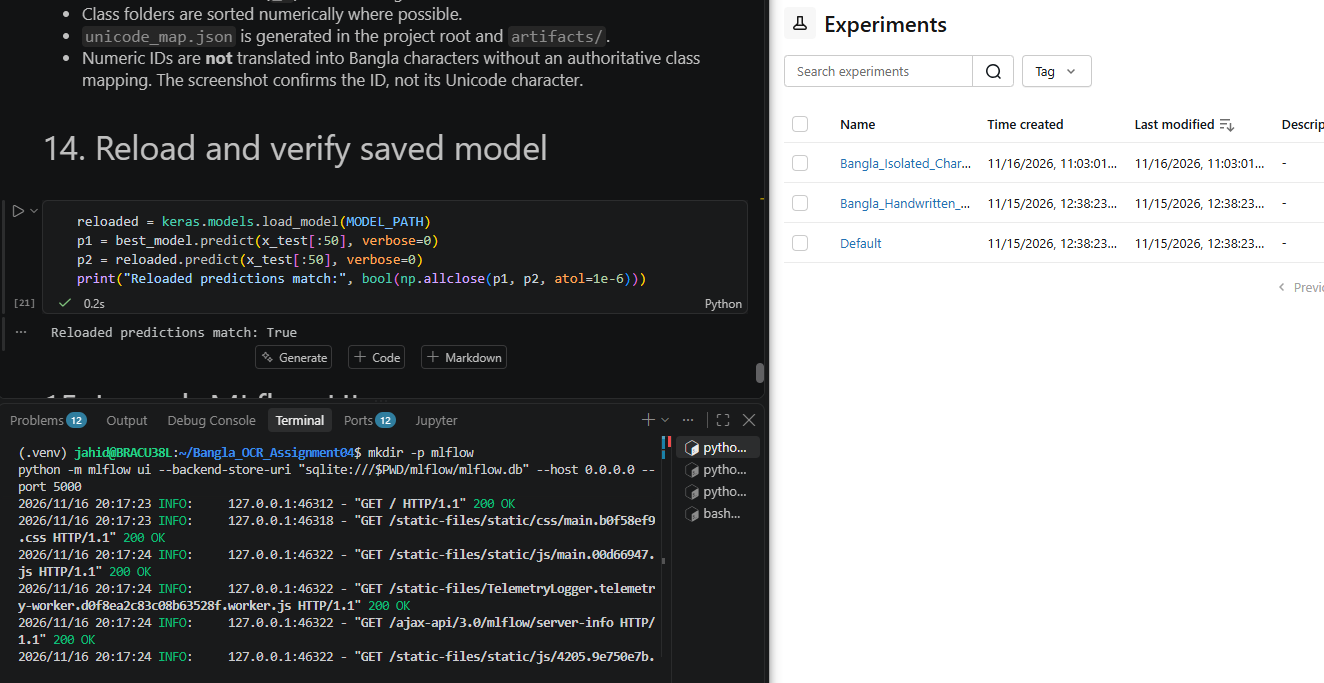 Class folders are sorted numerically where possible.
unicode_map.json is generated in the project root and artifacts/.
Numeric IDs are not translated into Bangla characters without an authoritative class
mapping. The screenshot confirms the ID, not its Unicode character.
14. Reload and verify saved model
reloaded = keras.models.load_model(MODEL_PATH)
p1 = best_model.predict(x_test[:50], verbose=0)
p2 = reloaded.predict(x_test[:50], verbose=0)
print("Reloaded predictions match:", bool(np.allclose(p1, p2, atol=1e-6)))
[21] 0.2s Python
Reloaded predictions match: True
Generate Code Markdown
Problems 12 Output Debug Console Terminal Ports 12 Jupyter
(.venv) jahid@BRACU38L:~/Bangla_OCR_Assignment04$ mkdir -p mlflow
python -m mlflow ui --backend-store-uri "sqlite:///$PWD/mlflow/mlflow.db" --host 0.0.0.0 --
port 5000
2026/11/16 20:17:23 INFO: 127.0.0.1:46312 - "GET / HTTP/1.1" 200 OK
2026/11/16 20:17:23 INFO: 127.0.0.1:46318 - "GET /static-files/static/css/main.b0f58ef9
.css HTTP/1.1" 200 OK
2026/11/16 20:17:24 INFO: 127.0.0.1:46322 - "GET /static-files/static/js/main.00d66947.
js HTTP/1.1" 200 OK
2026/11/16 20:17:24 INFO: 127.0.0.1:46322 - "GET /static-files/TelemetryLogger.telemetr
y-worker.d0f8ea2c83c08b63528f.worker.js HTTP/1.1" 200 OK
2026/11/16 20:17:24 INFO: 127.0.0.1:46322 - "GET /ajax-api/3.0/mlflow/server-info HTTP/
1.1" 200 OK
2026/11/16 20:17:24 INFO: 127.0.0.1:46322 - "GET /static-files/static/js/4205.9e750e7b.
python...
python...
python...
bash...
Experiments
Search experiments Tag
Name Time created Last modified Descrip
Bangla_Isolated_Char... 11/16/2026, 11:03:01... 11/16/2026, 11:03:01... -
Bangla_Handwritten_... 11/15/2026, 12:38:23... 11/15/2026, 12:38:23... -
Default 11/15/2026, 12:38:23... 11/15/2026, 12:38:23... -
Previo